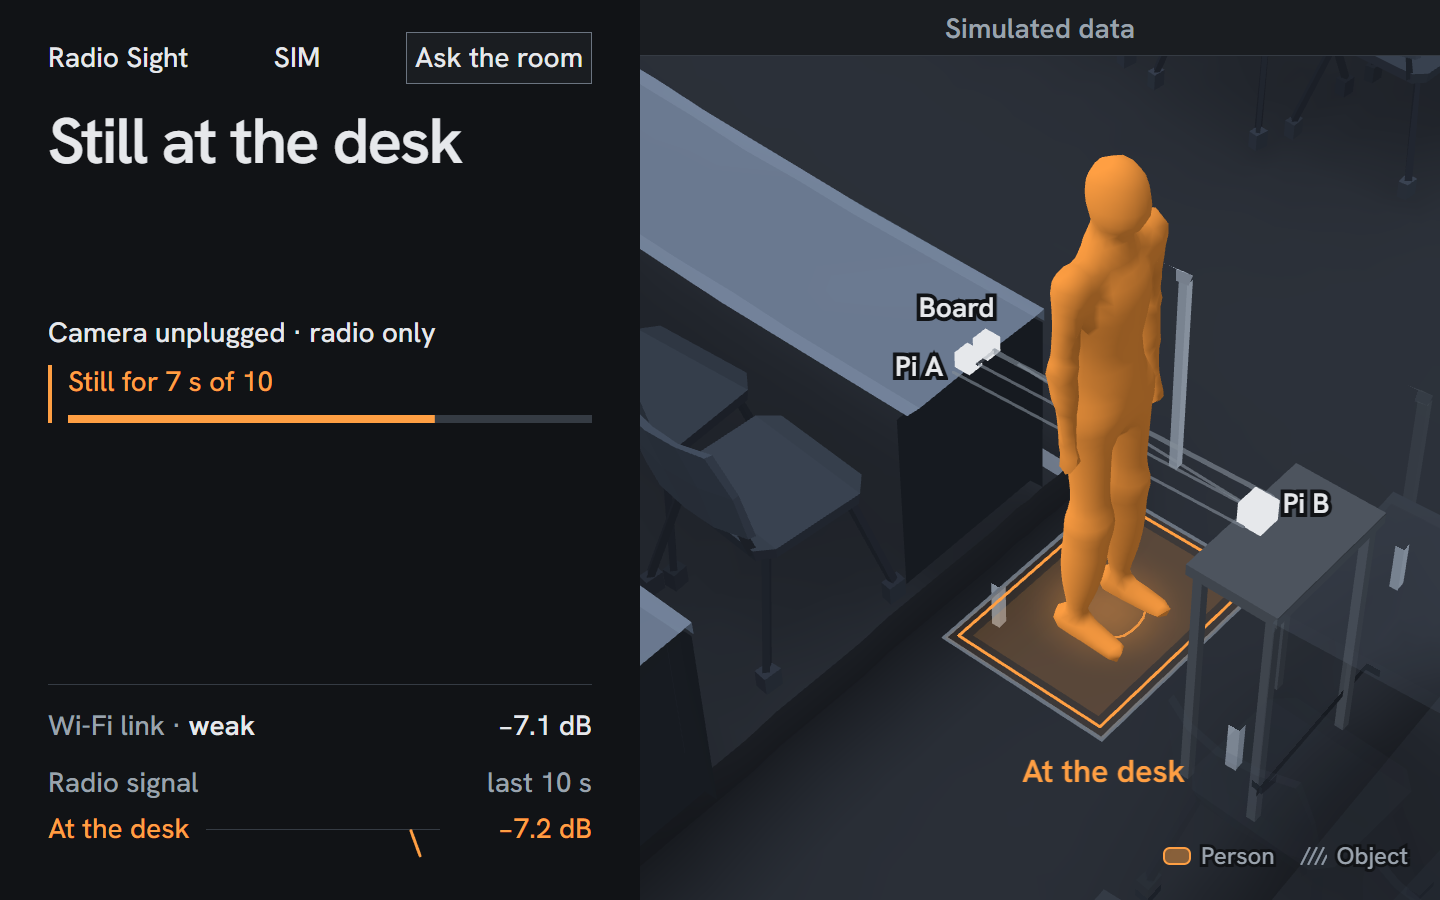 Radio Sight
SIM
Ask the room
Still at the desk
Camera unplugged · radio only
Still for 7 s of 10
Wi-Fi link · weak
−7.1 dB
Radio signal
last 10 s
At the desk
−7.2 dB
Simulated data
Board
Pi A
Pi B
At the desk
Person
Object